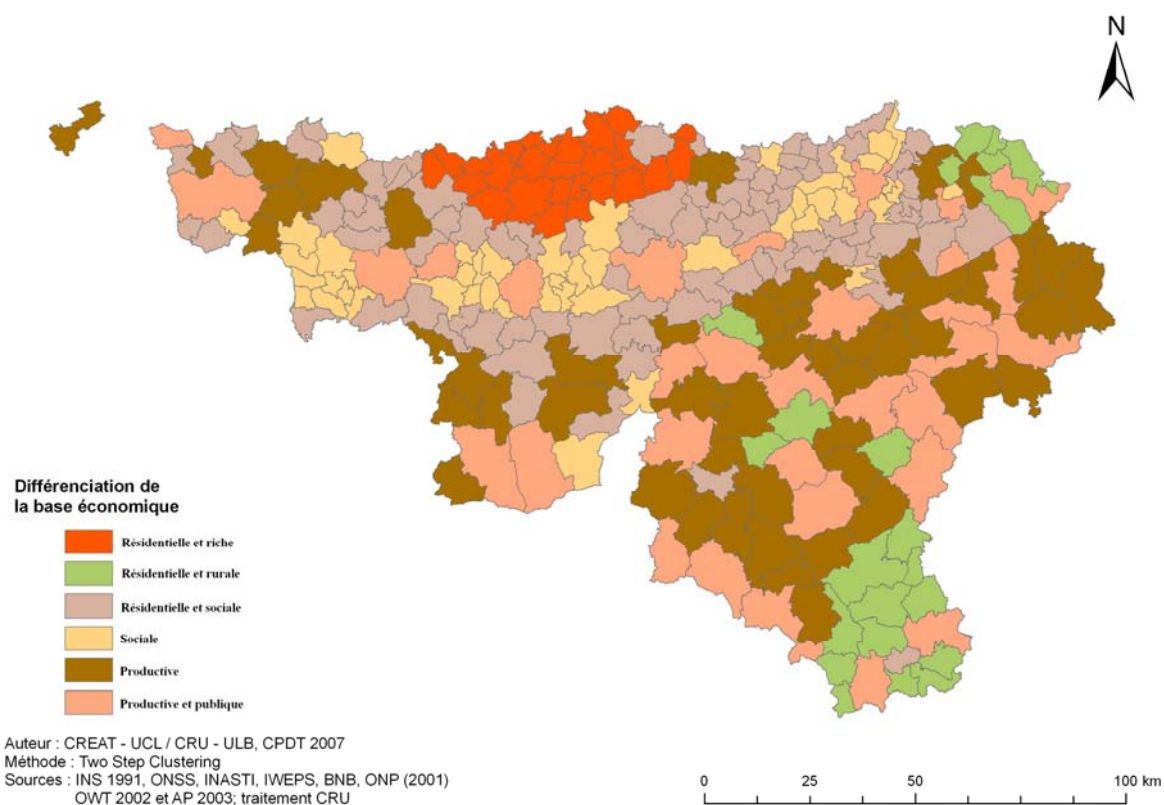 N
Différenciation de
la base économique
Résidentielle et riche
Résidentielle et rurale
Résidentielle et sociale
Sociale
Productive
Productive et publique
Auteur : CREAT - UCL / CRU - ULB, CPDT 2007
Méthode : Two Step Clustering
Sources : INS 1991, ONSS, INASTI, IWEPS, BNB, ONP (2001)
OWT 2002 et AP 2003; traitement CRU
0 25 50 100 km